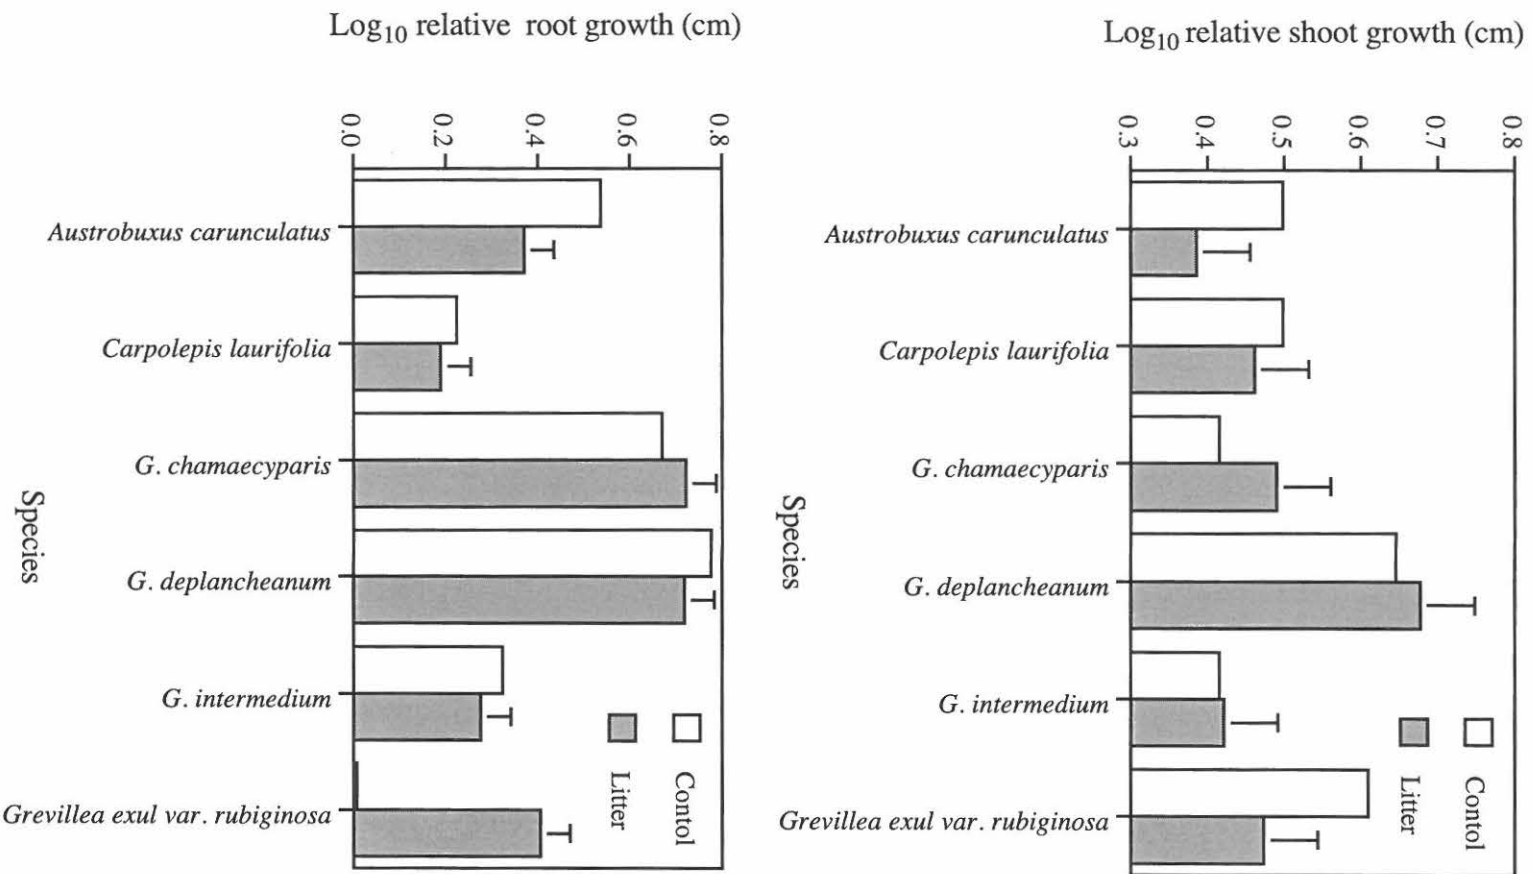 Log10 relative root growth (cm)
0.0
0.2
0.4
0.6
0.8
Austrobuxus carunculatus
Carpolepis laurifolia
G. chamaecyparis
G. deplancheanum
G. intermedium
Grevillea exul var. rubiginosa
Species
Contol
Litter
Log10 relative shoot growth (cm)
0.3
0.4
0.5
0.6
0.7
0.8
Austrobuxus carunculatus
Carpolepis laurifolia
G. chamaecyparis
G. deplancheanum
G. intermedium
Grevillea exul var. rubiginosa
Species
Contol
Litter